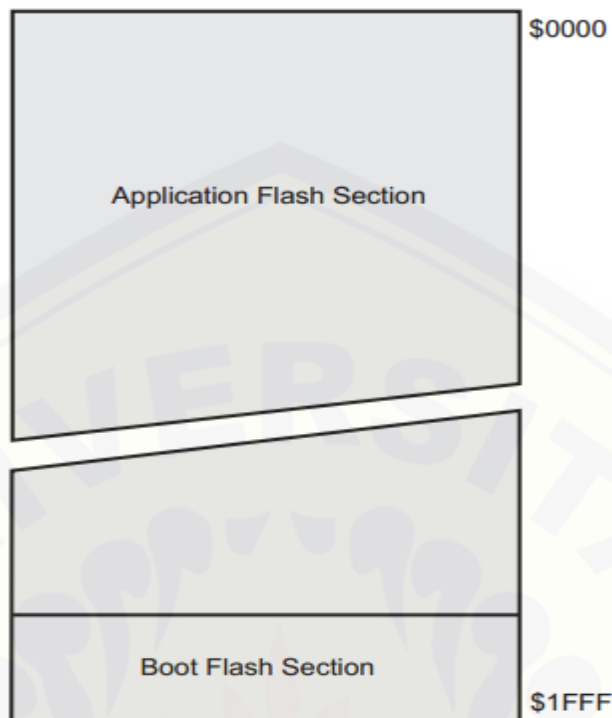 $0000
Application Flash Section
Boot Flash Section
$1FFF